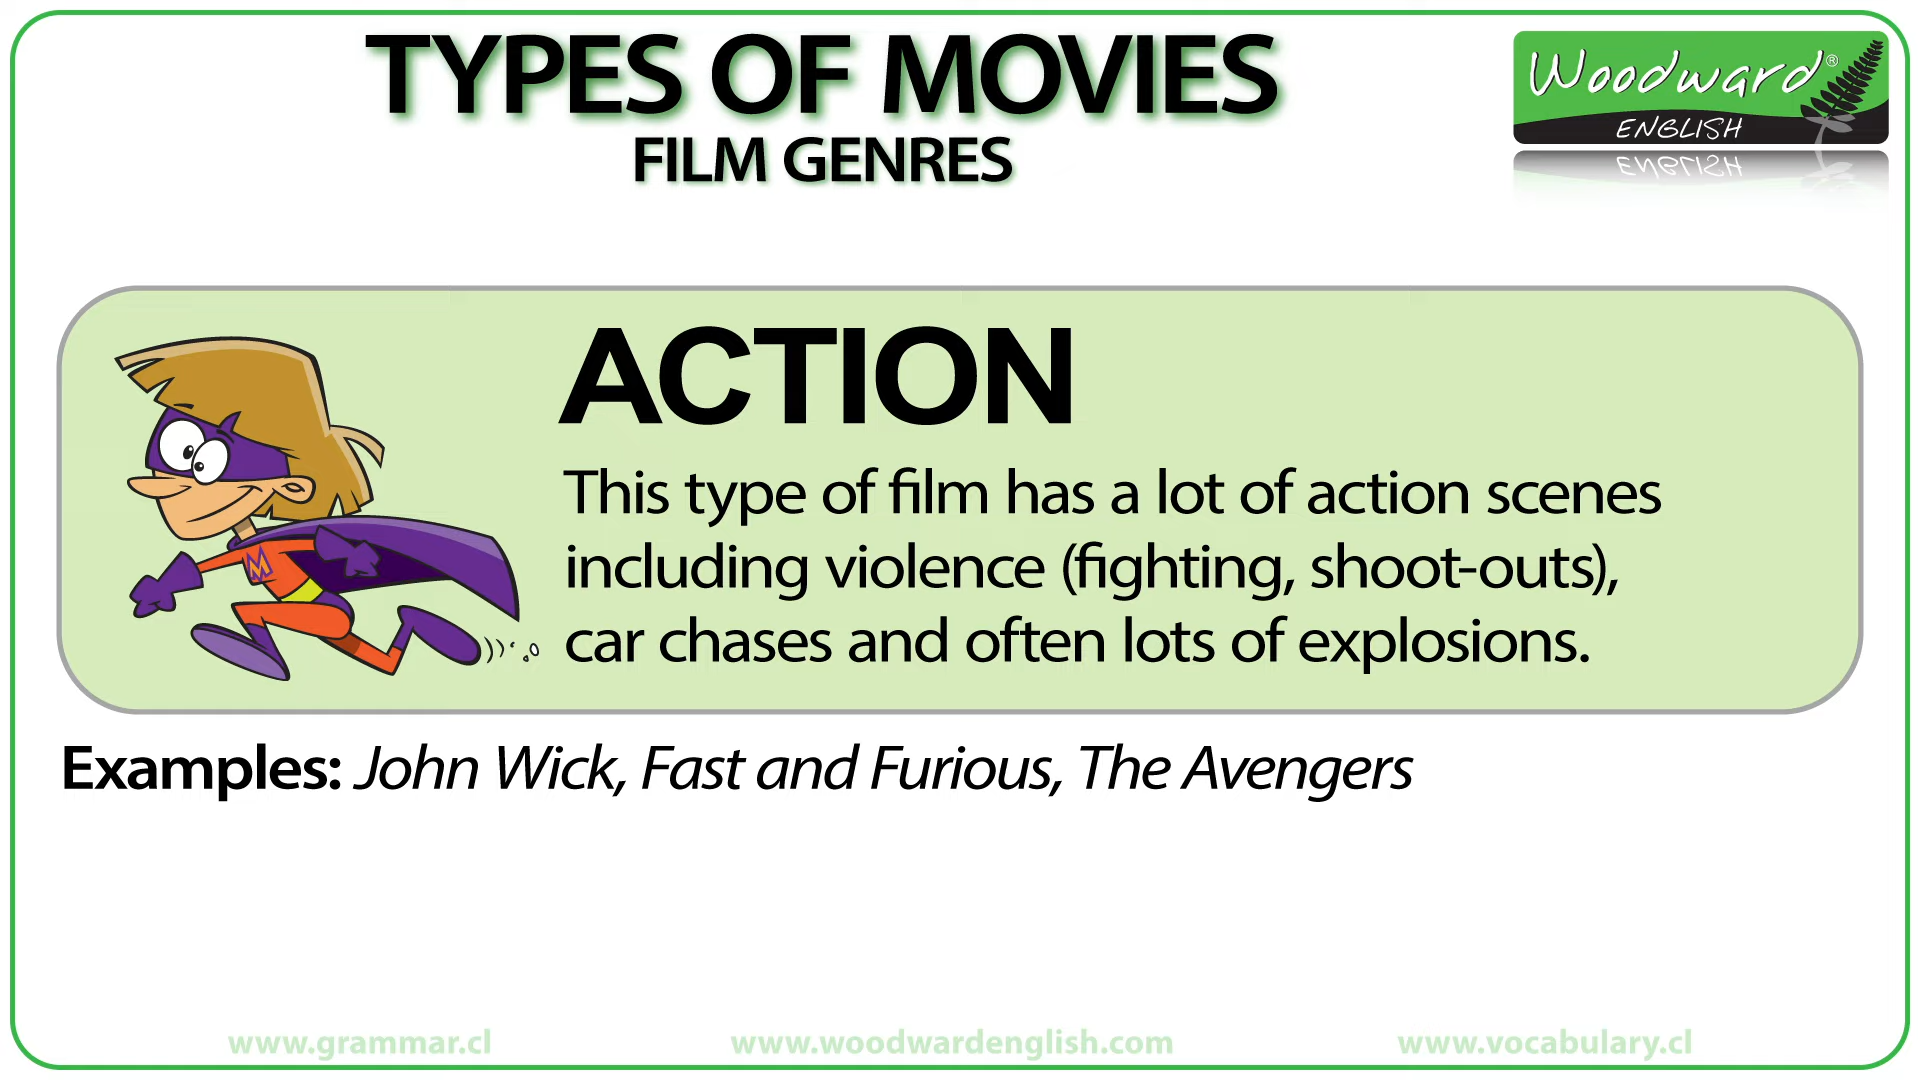 TYPES OF MOVIES
FILM GENRES
Woodward®
ENGLISH
ACTION
This type of film has a lot of action scenes
including violence (fighting, shoot-outs),
car chases and often lots of explosions.
M
Examples: John Wick, Fast and Furious, The Avengers
www.grammar.cl
www.woodwardenglish.com
www.vocabulary.cl